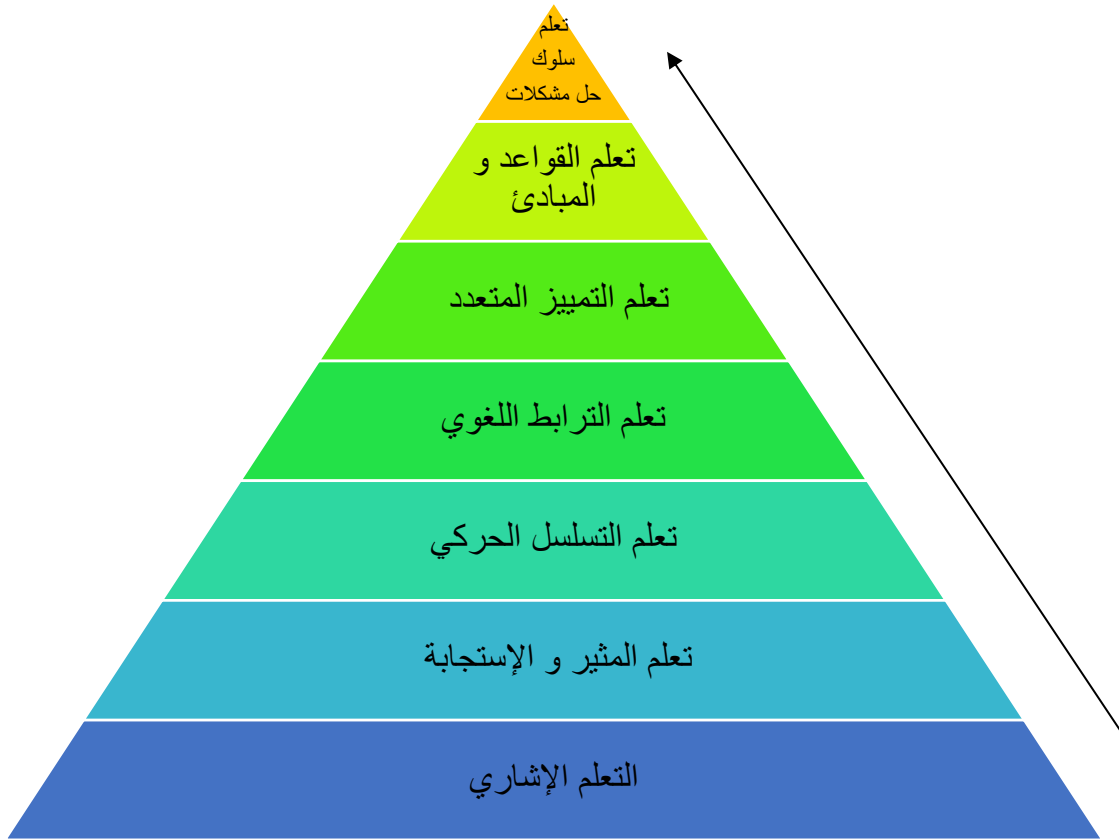 تعلم
سلوك
حل مشكلات
تعلم القواعد و
المبادئ
تعلم التمييز المتعدد
تعلم الترابط اللغوي
تعلم التسلسل الحركي
تعلم المثير و الإستجابة
التعلم الإشاري